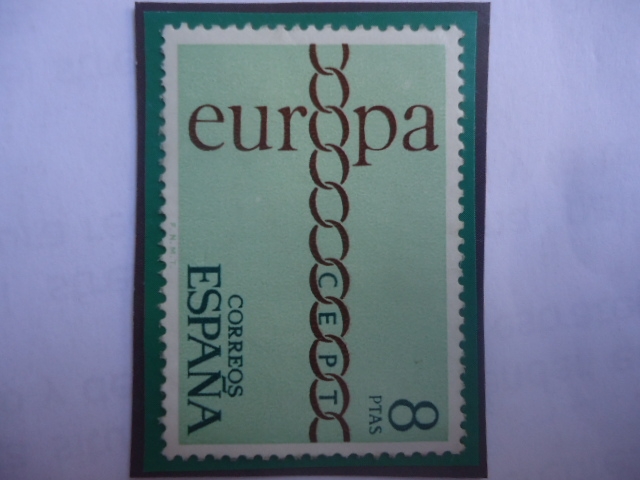 europa
CEPT
CORREOS
ESPAÑA
8
PTAS
F.N.M.T.